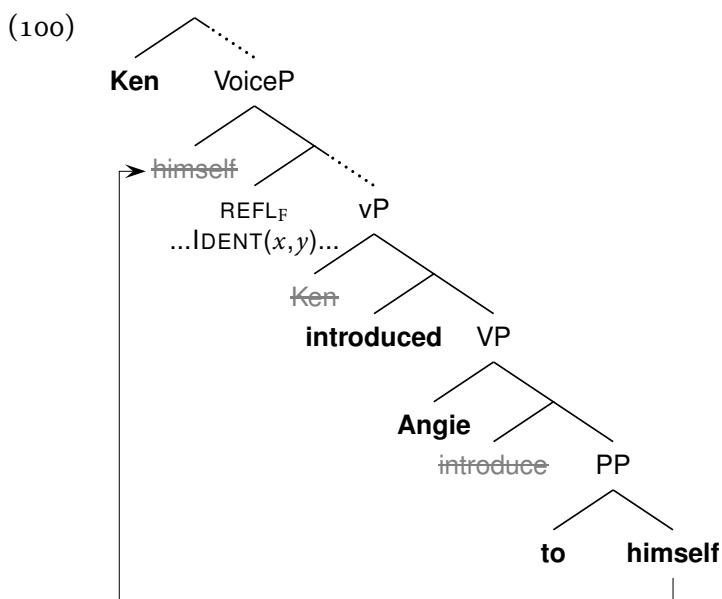 (100)
Ken VoiceP
himself
REFL_F vP
...IDENT(x,y)...
Ken
introduced VP
Angie
introduce PP
to himself